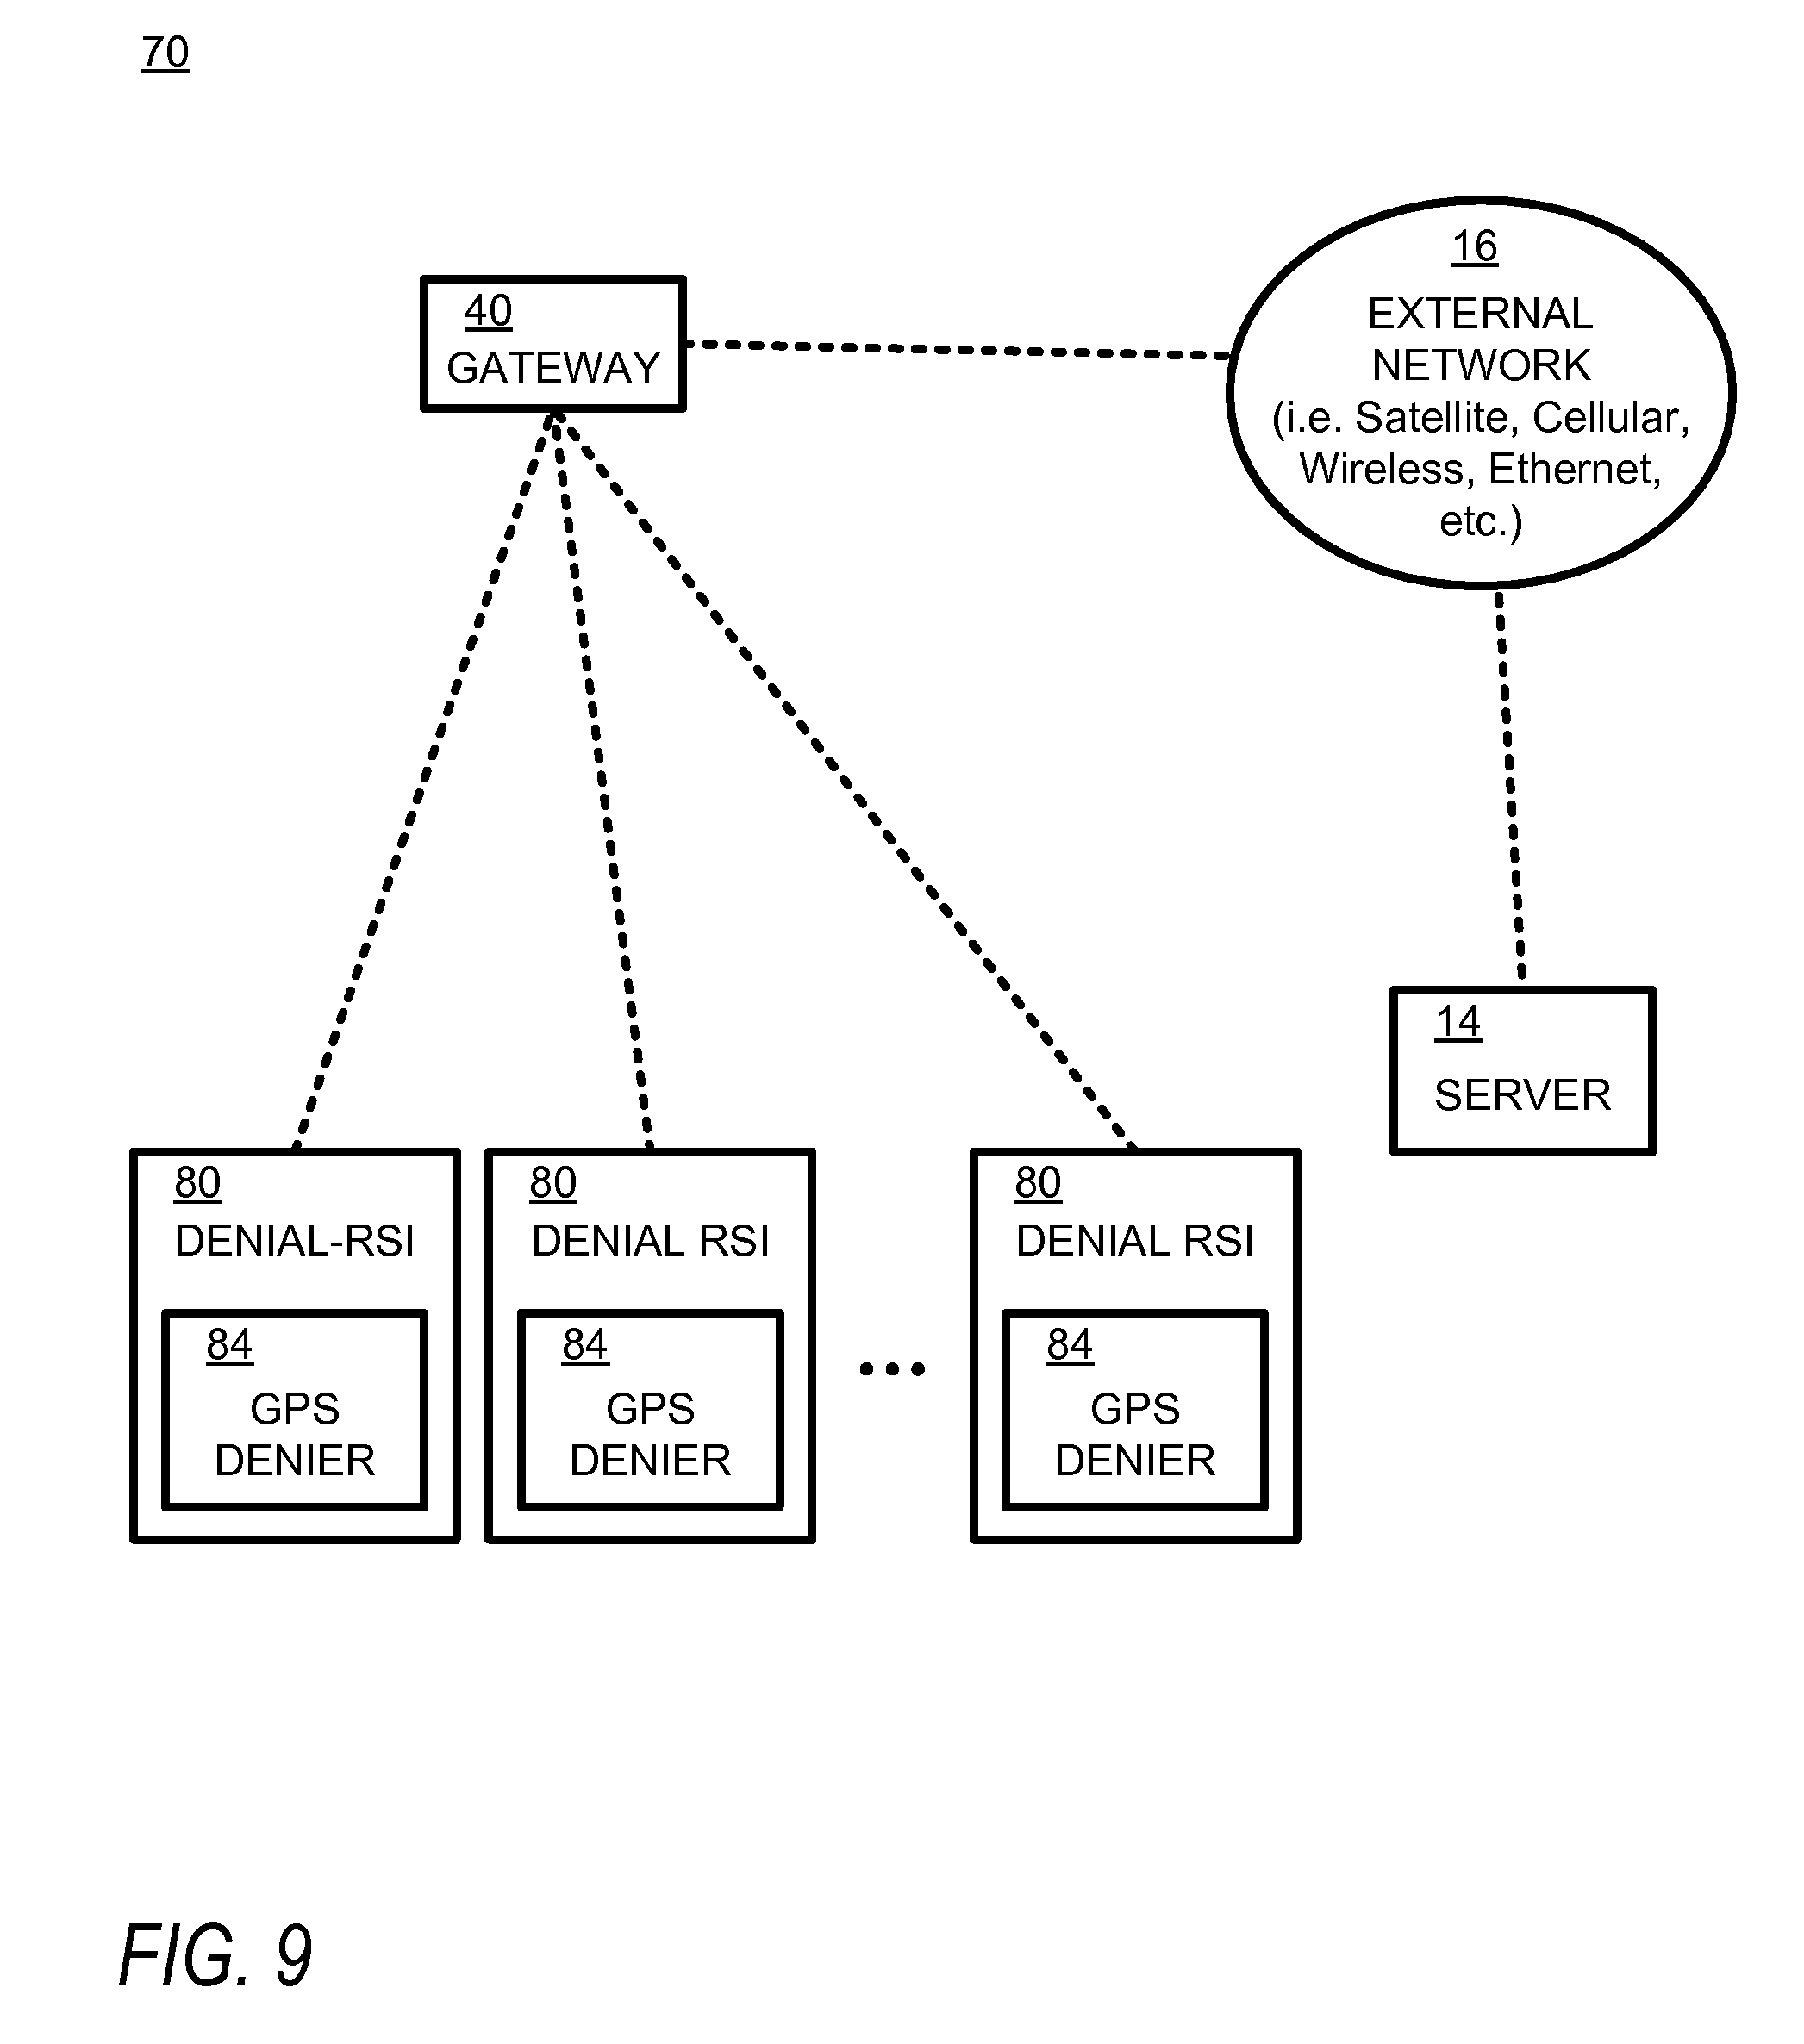 70
40
GATEWAY
16
EXTERNAL
NETWORK
(i.e. Satellite, Cellular,
Wireless, Ethernet,
etc.)
14
SERVER
80
DENIAL-RSI
84
GPS
DENIER
80
DENIAL RSI
84
GPS
DENIER
80
DENIAL RSI
84
GPS
DENIER
FIG. 9